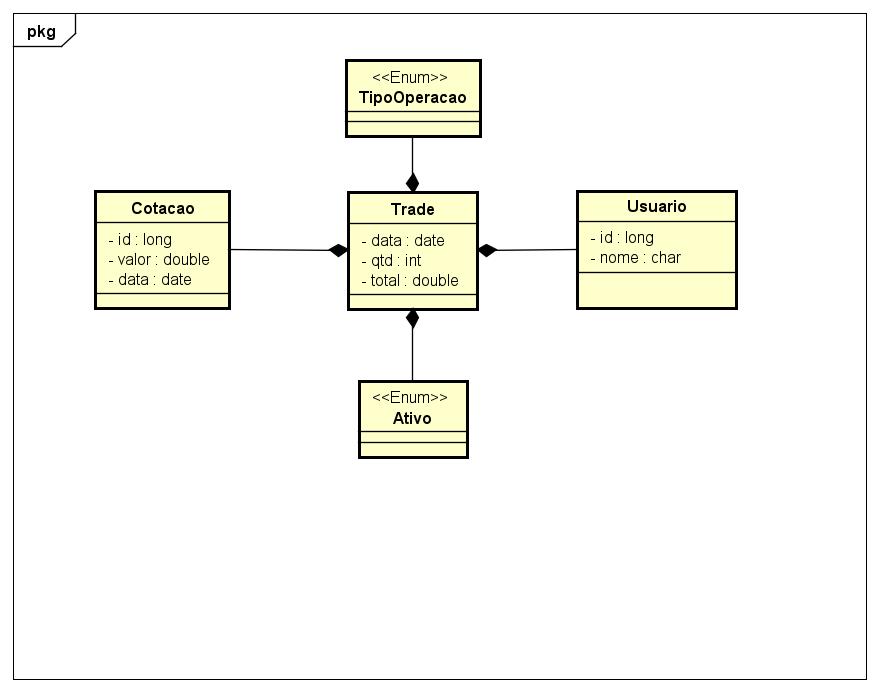 pkg
<<Enum>>
TipoOperacao
Cotacao
- id : long
- valor : double
- data : date
Trade
- data : date
- qtd : int
- total : double
Usuario
- id : long
- nome : char
<<Enum>>
Ativo